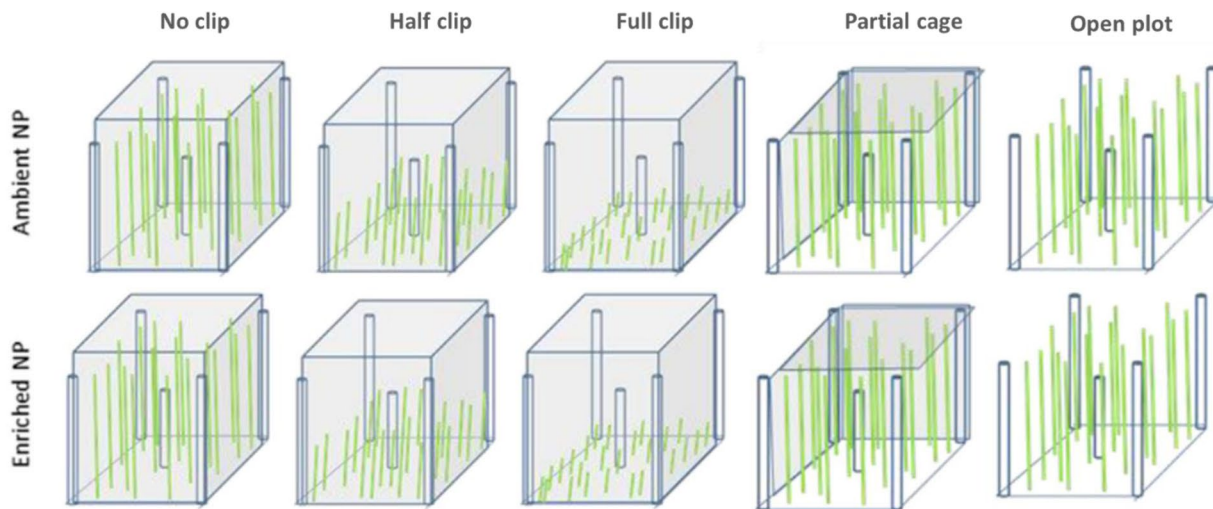 No clip
Half clip
Full clip
Partial cage
Open plot
Ambient NP
Enriched NP